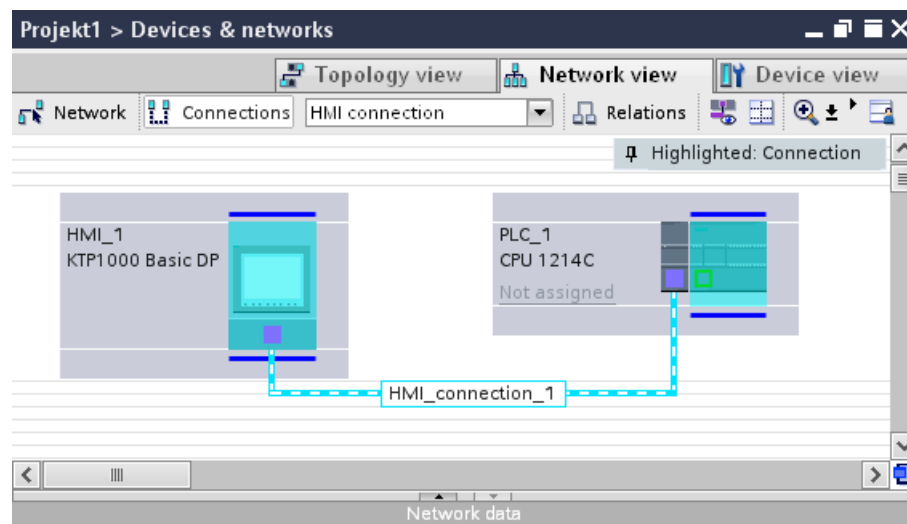 Projekt1 > Devices & networks
Topology view
Network view
Device view
Network
Connections
HMI connection
Relations
Highlighted: Connection
HMI_1
KTP1000 Basic DP
PLC_1
CPU 1214C
Not assigned
HMI_connection_1
Network data